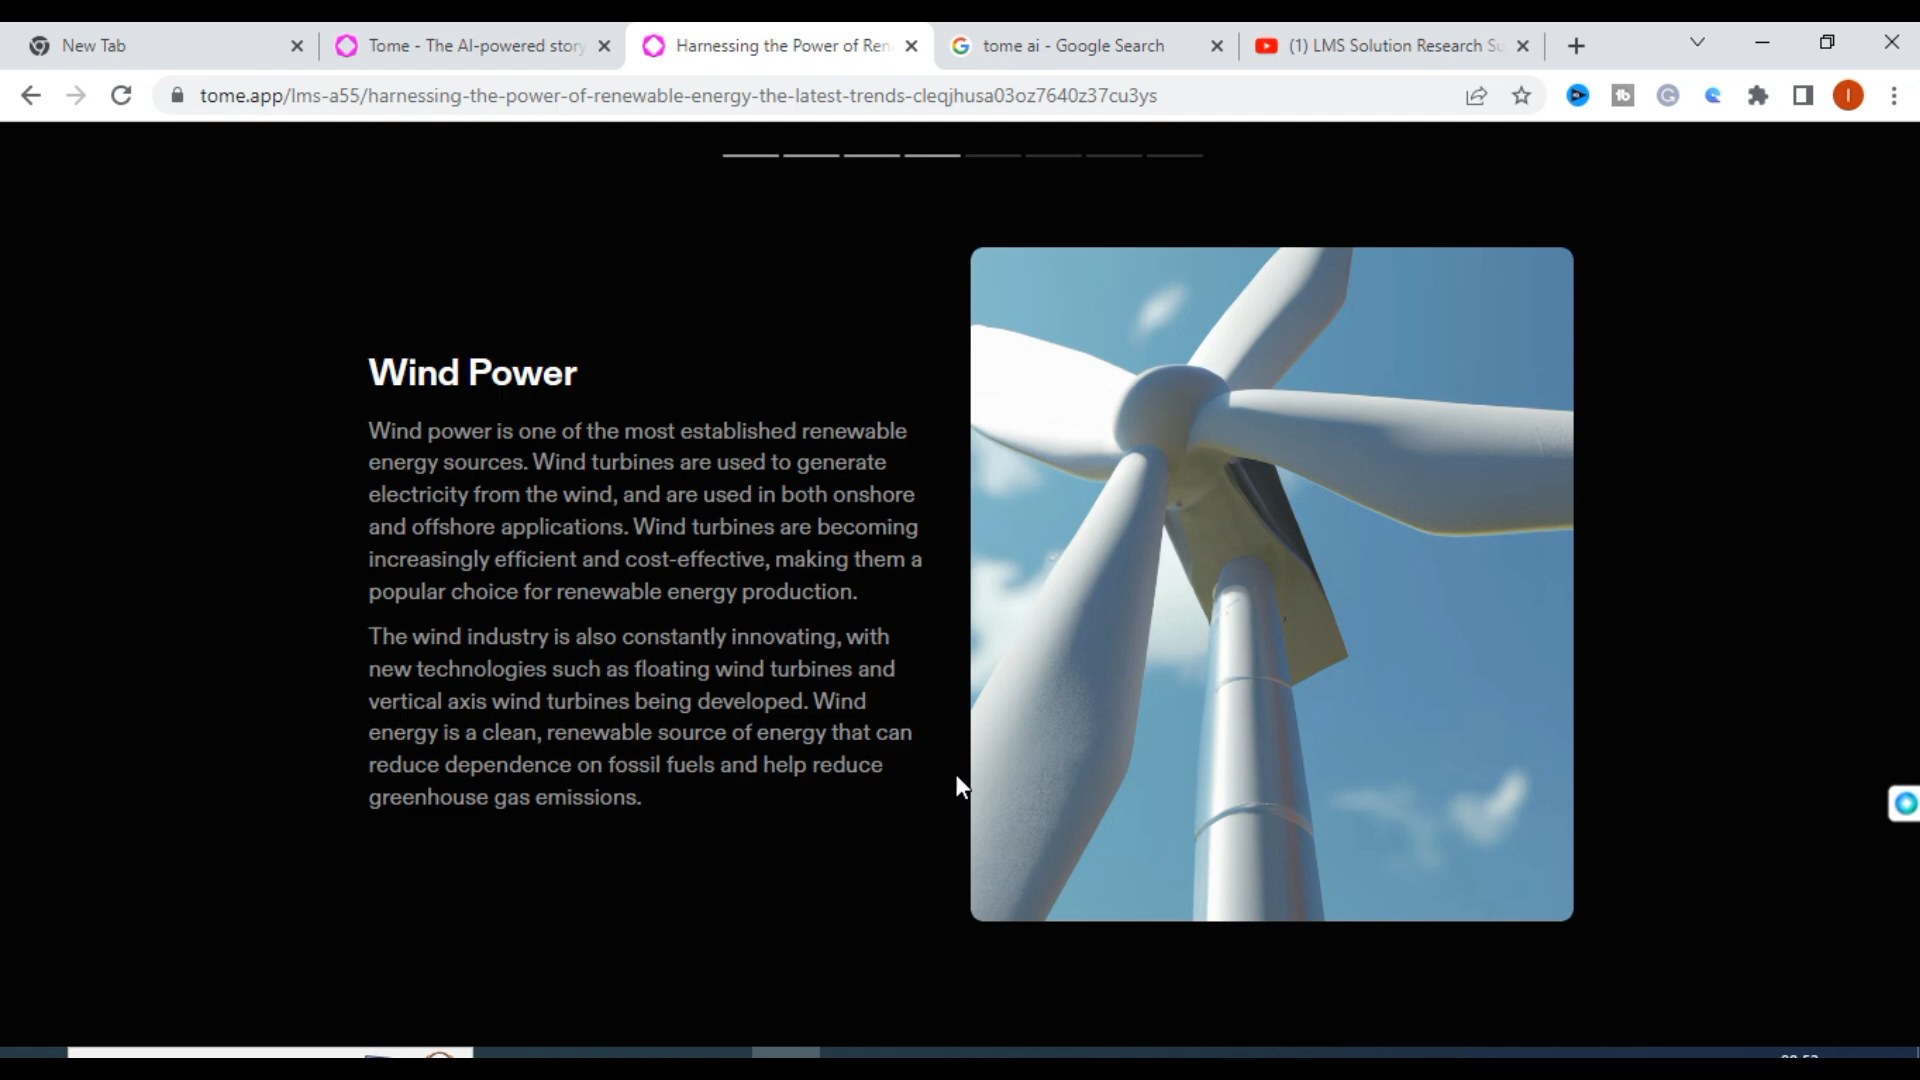 New Tab
Tome - The AI-powered story
Harnessing the Power of Ren
tome ai - Google Search
(1) LMS Solution Research Su
tome.app/lms-a55/harnessing-the-power-of-renewable-energy-the-latest-trends-cleqjhusa03oz7640z37cu3ys
Wind Power
Wind power is one of the most established renewable
energy sources. Wind turbines are used to generate
electricity from the wind, and are used in both onshore
and offshore applications. Wind turbines are becoming
increasingly efficient and cost-effective, making them a
popular choice for renewable energy production.
The wind industry is also constantly innovating, with
new technologies such as floating wind turbines and
vertical axis wind turbines being developed. Wind
energy is a clean, renewable source of energy that can
reduce dependence on fossil fuels and help reduce
greenhouse gas emissions.